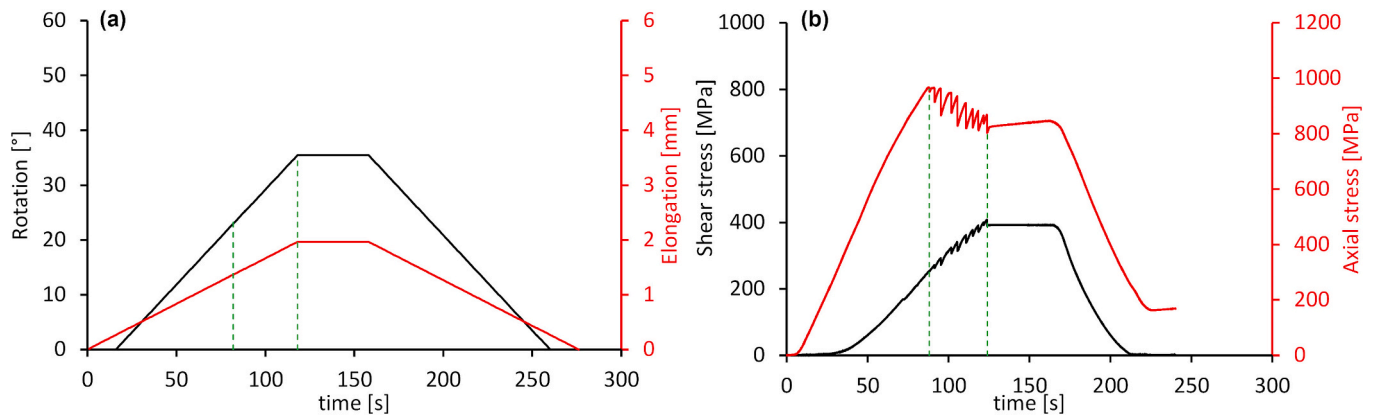 (a)
60
50
40
30
20
10
0
Rotation [°]
6
5
4
3
2
1
0
Elongation [mm]
0 50 100 150 200 250 300
time [s]
(b)
1000
800
600
400
200
0
Shear stress [MPa]
1200
1000
800
600
400
200
0
Axial stress [MPa]
0 50 100 150 200 250 300
time [s]